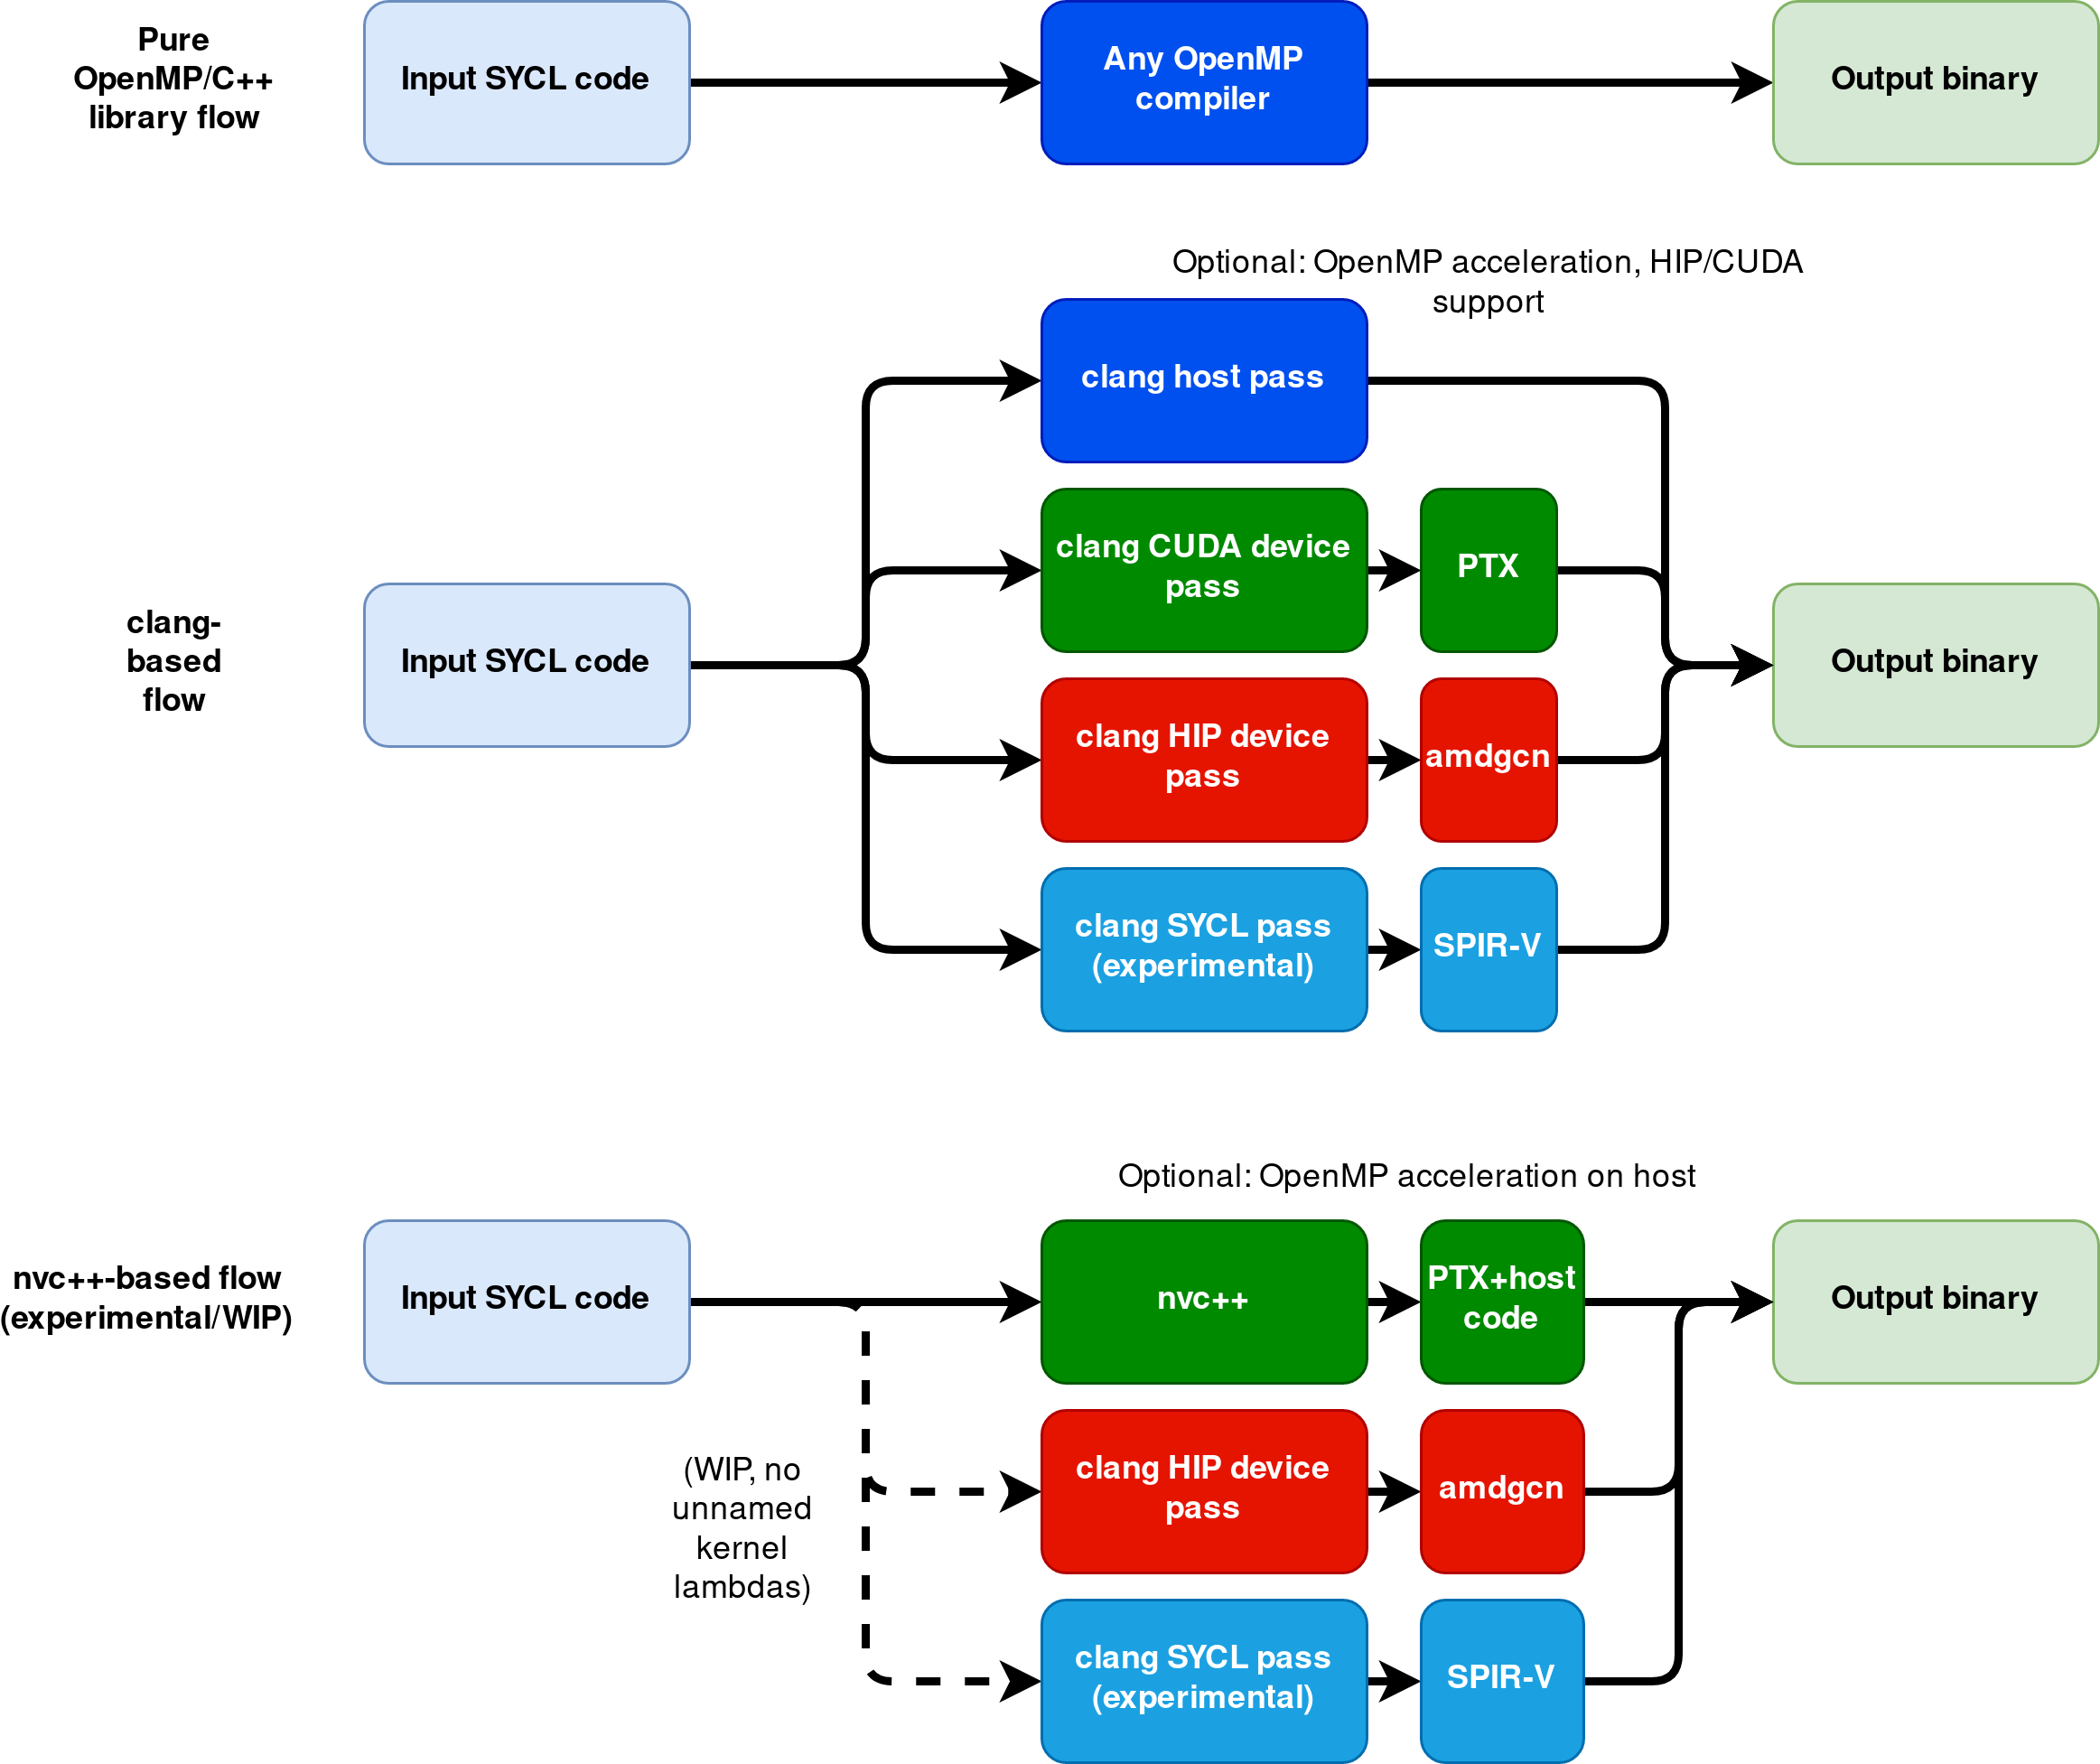 Pure
OpenMP/C++
library flow
Input SYCL code
Any OpenMP
compiler
Output binary
Optional: OpenMP acceleration, HIP/CUDA
support
clang host pass
clang CUDA device
pass
PTX
clang-
based
flow
Input SYCL code
Output binary
clang HIP device
pass
amdgcn
clang SYCL pass
(experimental)
SPIR-V
Optional: OpenMP acceleration on host
nvc++-based flow
(experimental/WIP)
Input SYCL code
nvc++
PTX+host
code
Output binary
(WIP, no
unnamed
kernel
lambdas)
clang HIP device
pass
amdgcn
clang SYCL pass
(experimental)
SPIR-V